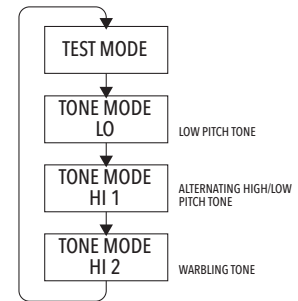 TEST MODE
TONE MODE
LO
LOW PITCH TONE
TONE MODE
HI 1
ALTERNATING HIGH/LOW
PITCH TONE
TONE MODE
HI 2
WARBLING TONE